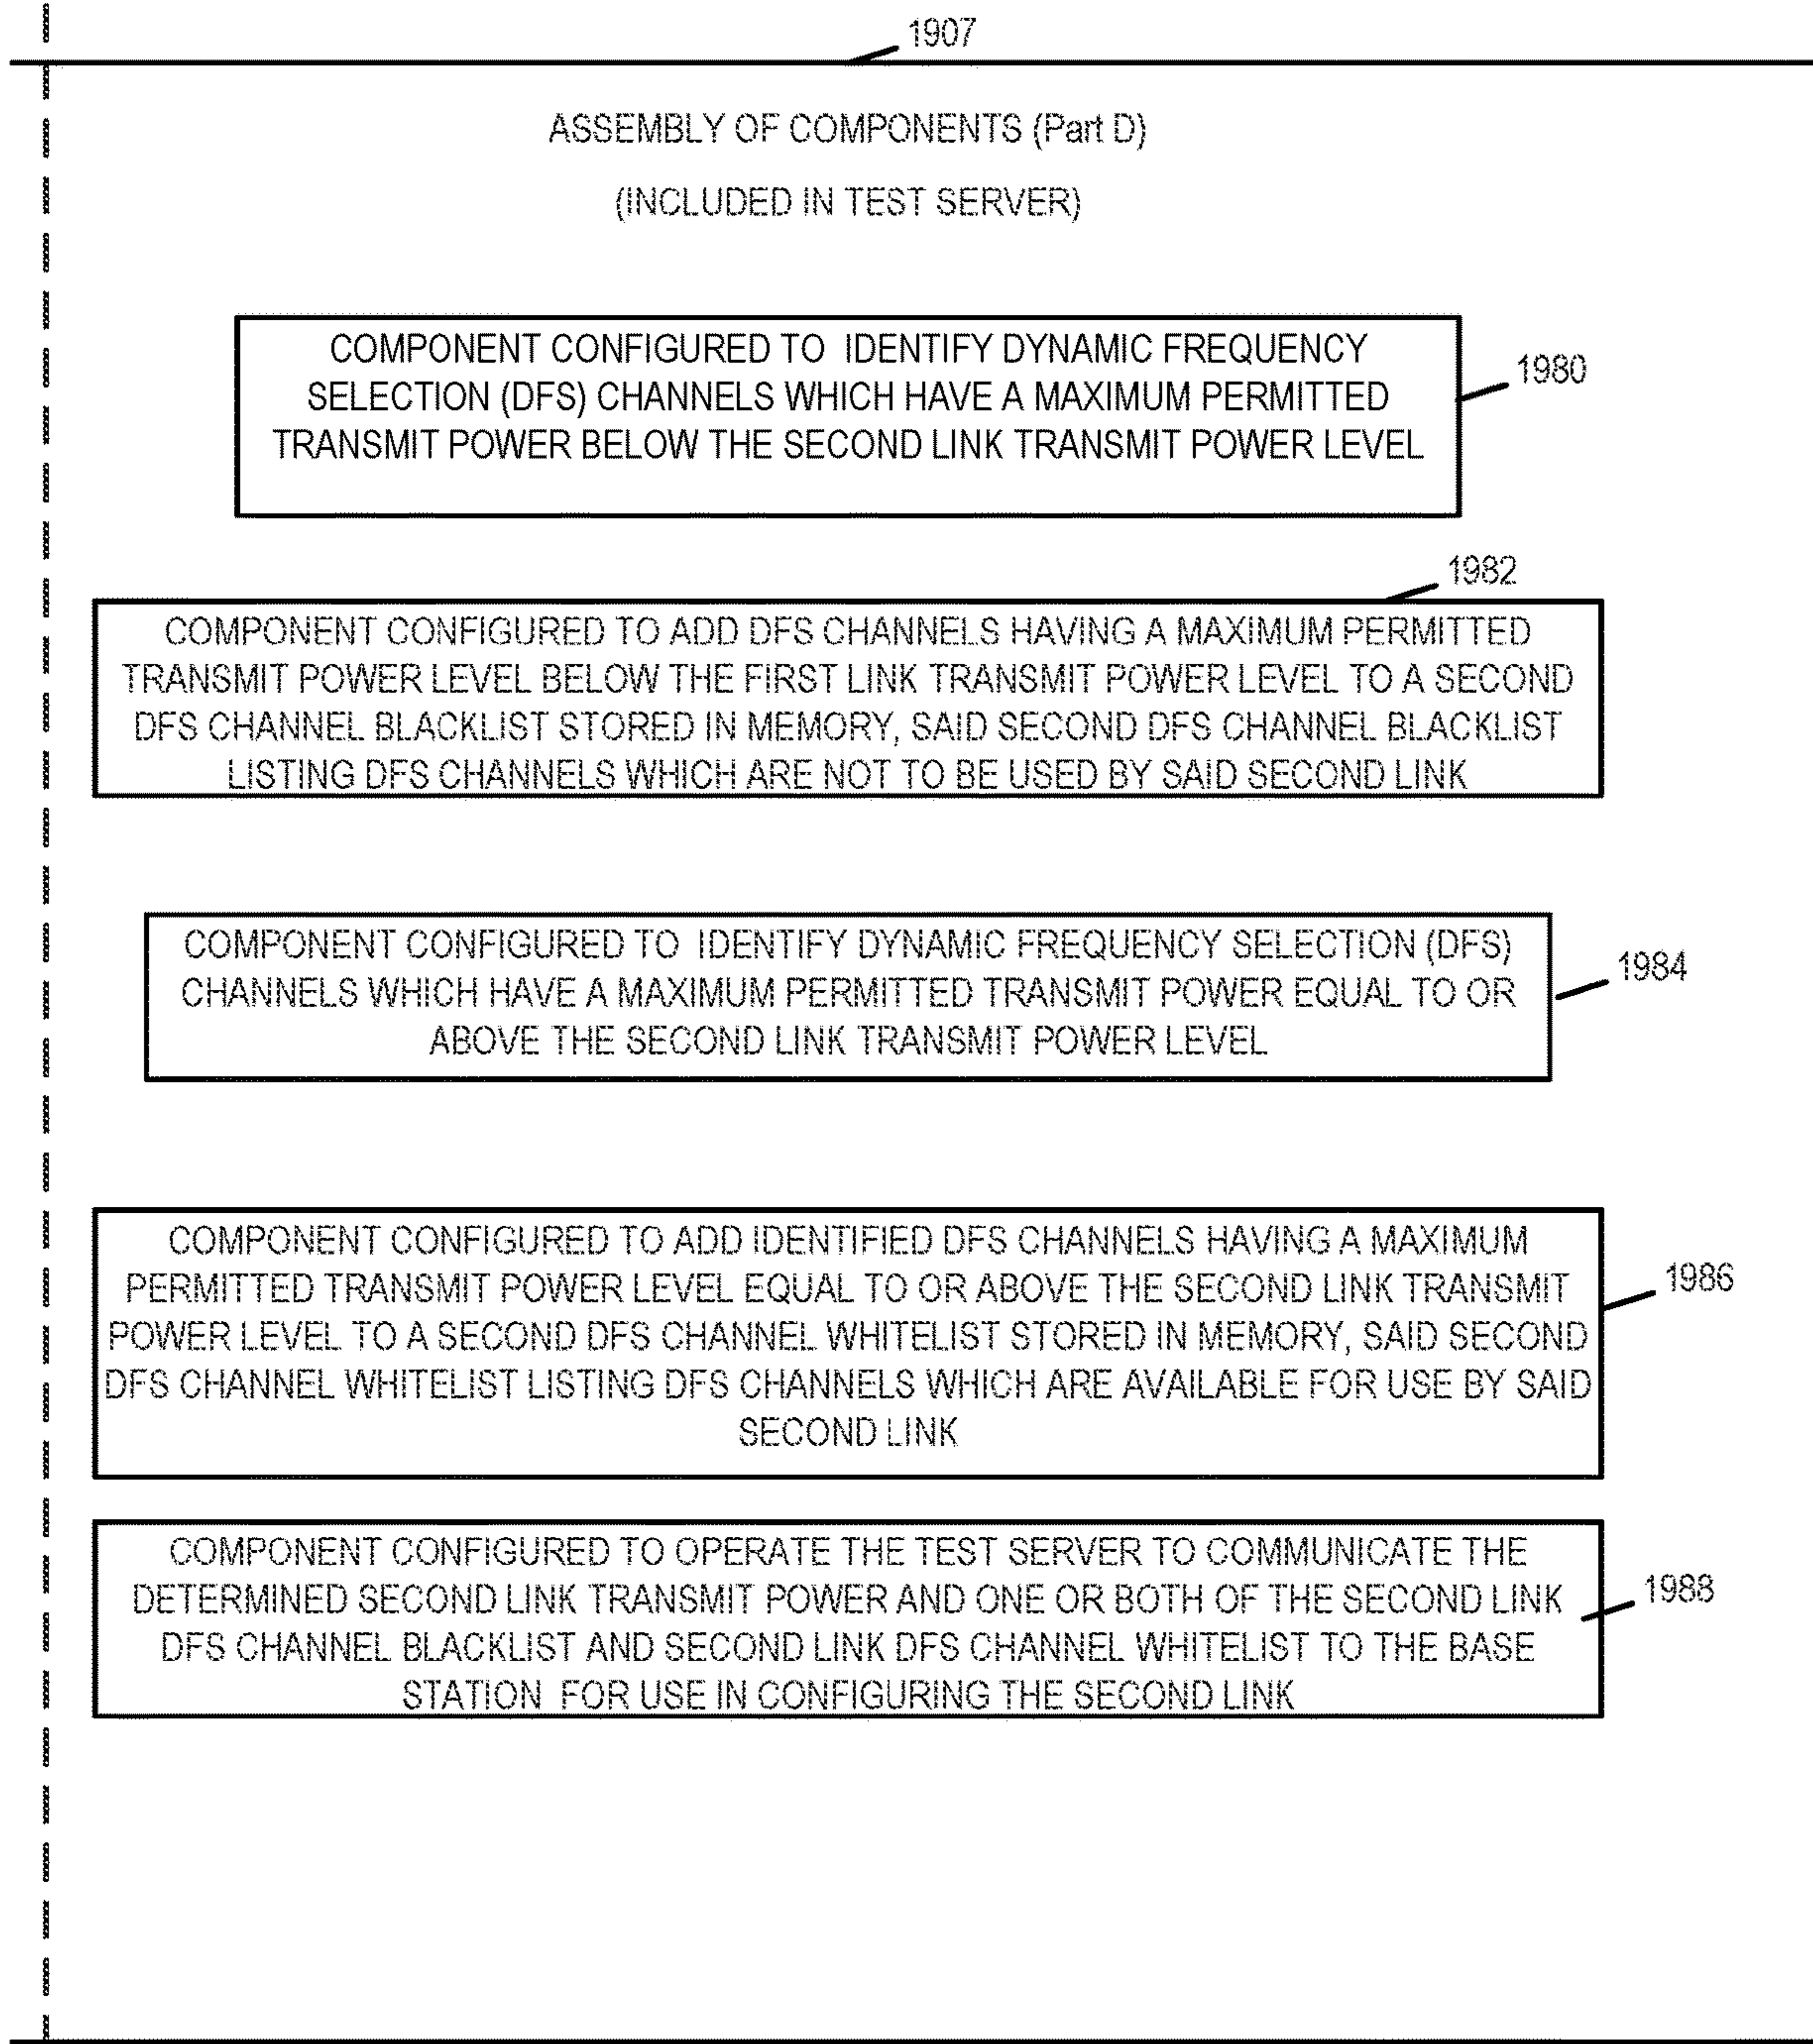 1907
ASSEMBLY OF COMPONENTS (Part D)
(INCLUDED IN TEST SERVER)
COMPONENT CONFIGURED TO IDENTIFY DYNAMIC FREQUENCY
SELECTION (DFS) CHANNELS WHICH HAVE A MAXIMUM PERMITTED
TRANSMIT POWER BELOW THE SECOND LINK TRANSMIT POWER LEVEL
1980
1982
COMPONENT CONFIGURED TO ADD DFS CHANNELS HAVING A MAXIMUM PERMITTED
TRANSMIT POWER LEVEL BELOW THE FIRST LINK TRANSMIT POWER LEVEL TO A SECOND
DFS CHANNEL BLACKLIST STORED IN MEMORY, SAID SECOND DFS CHANNEL BLACKLIST
LISTING DFS CHANNELS WHICH ARE NOT TO BE USED BY SAID SECOND LINK
COMPONENT CONFIGURED TO IDENTIFY DYNAMIC FREQUENCY SELECTION (DFS)
CHANNELS WHICH HAVE A MAXIMUM PERMITTED TRANSMIT POWER EQUAL TO OR
ABOVE THE SECOND LINK TRANSMIT POWER LEVEL
1984
COMPONENT CONFIGURED TO ADD IDENTIFIED DFS CHANNELS HAVING A MAXIMUM
PERMITTED TRANSMIT POWER LEVEL EQUAL TO OR ABOVE THE SECOND LINK TRANSMIT
POWER LEVEL TO A SECOND DFS CHANNEL WHITELIST STORED IN MEMORY, SAID SECOND
DFS CHANNEL WHITELIST LISTING DFS CHANNELS WHICH ARE AVAILABLE FOR USE BY SAID
SECOND LINK
1986
COMPONENT CONFIGURED TO OPERATE THE TEST SERVER TO COMMUNICATE THE
DETERMINED SECOND LINK TRANSMIT POWER AND ONE OR BOTH OF THE SECOND LINK
DFS CHANNEL BLACKLIST AND SECOND LINK DFS CHANNEL WHITELIST TO THE BASE
STATION FOR USE IN CONFIGURING THE SECOND LINK
1988